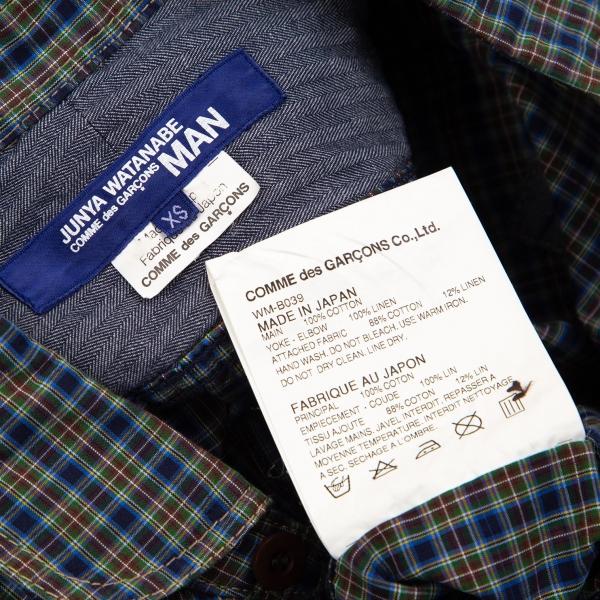 JUNYA WATANABE
COMME des GARÇONS MAN
XS
Japon
COMME des GARÇONS
COMME des GARÇONS Co.,Ltd.
WM-B039
MADE IN JAPAN
MAIN 100% COTTON
YOKE - ELBOW 100% LINEN
ATTACHED FABRIC 88% COTTON 12% LINEN
HAND WASH. DO NOT BLEACH. USE WARM IRON.
DO NOT DRY CLEAN. LINE DRY.
FABRIQUE AU JAPON
PRINCIPAL 100% COTON
EMPIECEMENT - COUDE 100% LIN
TISSU AJOUTE 88% COTON 12% LIN
LAVAGE MAINS. JAVEL INTERDIT. REPASSER A
MOYENNE TEMPERATURE. INTERDIT NETTOYAGE
A SEC. SECHAGE A L'OMBRE.